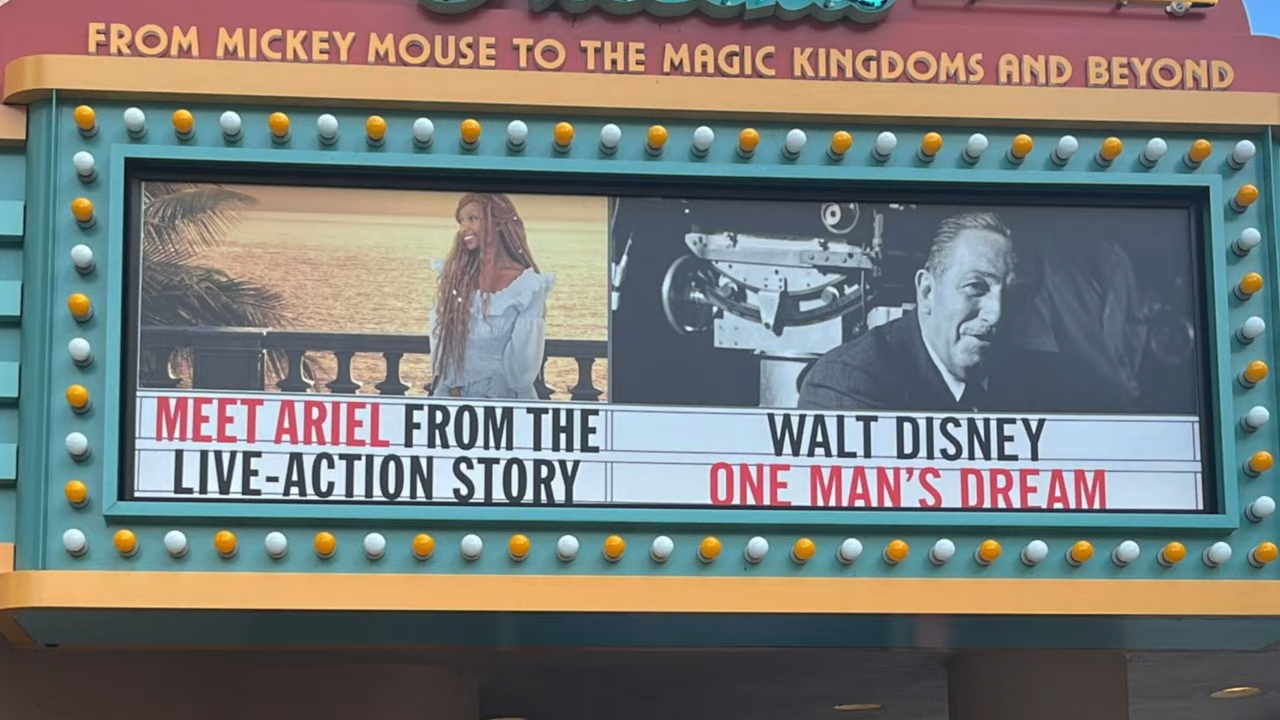 FROM MICKEY MOUSE TO THE MAGIC KINGDOMS AND BEYOND
MEET ARIEL FROM THE
LIVE-ACTION STORY
WALT DISNEY
ONE MAN'S DREAM